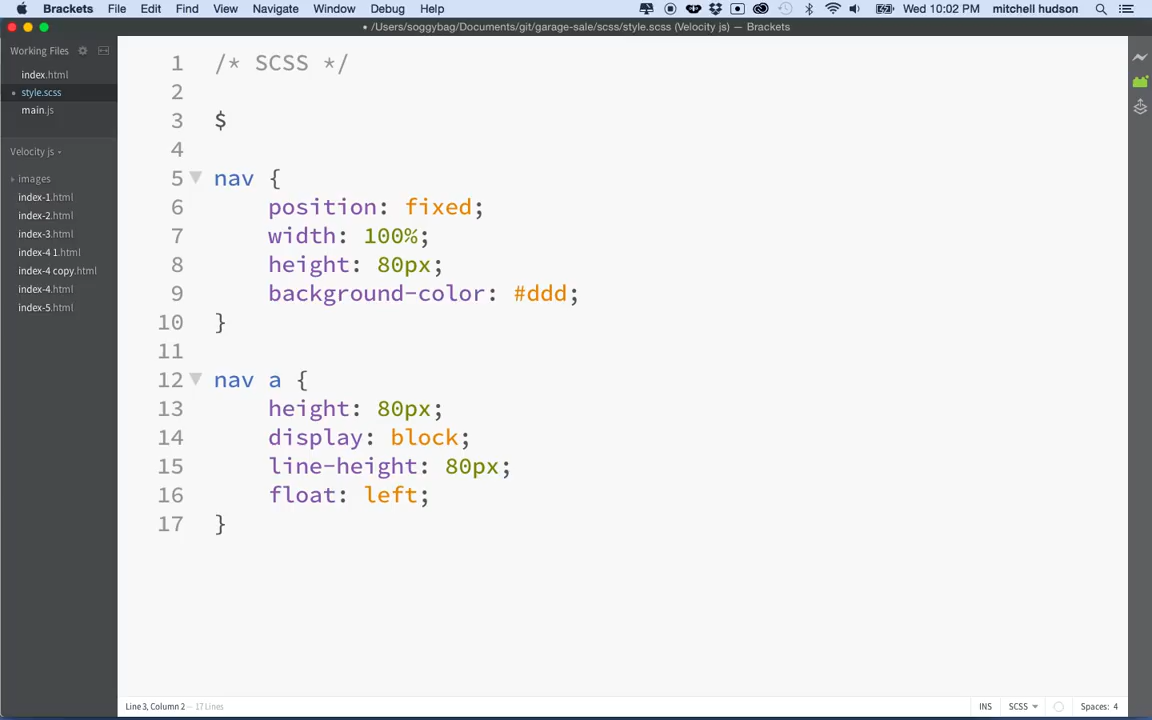 Brackets File Edit Find View Navigate Window Debug Help Wed 10:02 PM mitchell hudson
• /Users/soggybag/Documents/git/garage-sale/scss/style.scss (Velocity js) — Brackets
Working Files
index.html
• style.scss
main.js
Velocity js
images
index-1.html
index-2.html
index-3.html
index-4 1.html
index-4 copy.html
index-4.html
index-5.html
1 /* SCSS */
2
3 $
4
5 nav {
6 position: fixed;
7 width: 100%;
8 height: 80px;
9 background-color: #ddd;
10 }
11
12 nav a {
13 height: 80px;
14 display: block;
15 line-height: 80px;
16 float: left;
17 }
Line 3, Column 2 — 17 Lines INS SCSS Spaces: 4